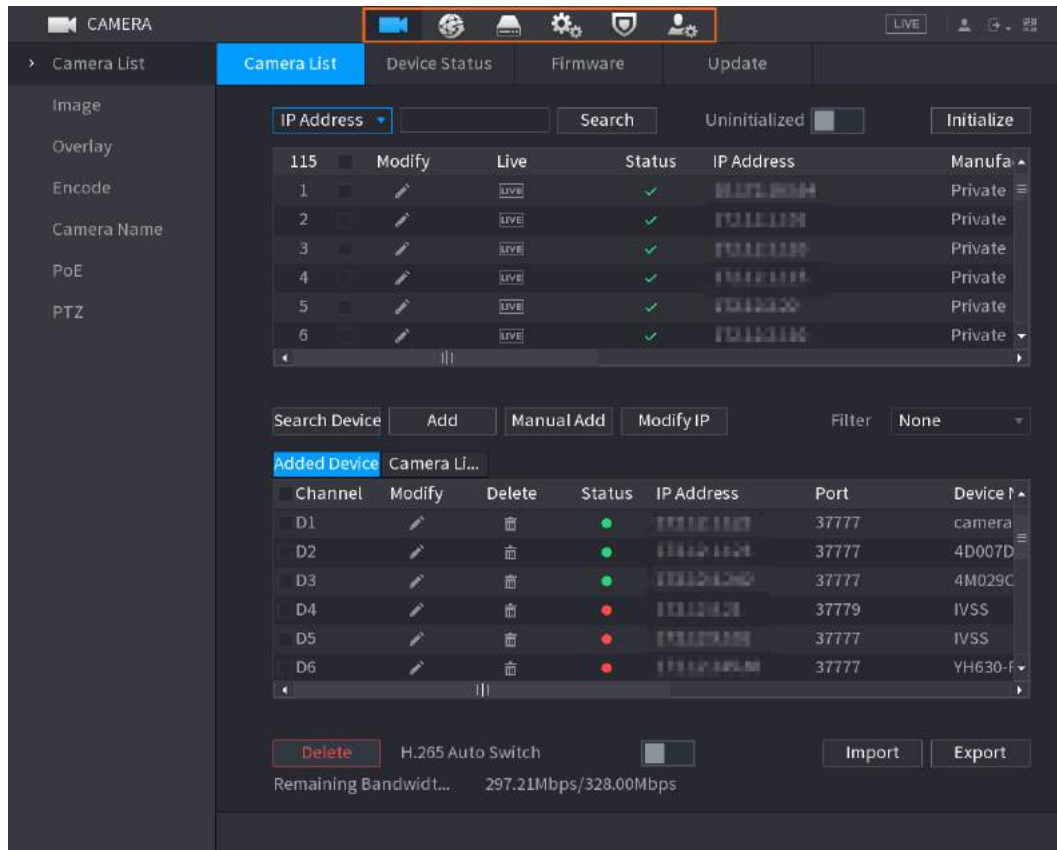 CAMERA LIVE
Camera List Camera List Device Status Firmware Update
Image
IP Address Search Uninitialized Initialize
Overlay
115 Modify Live Status IP Address Manufa
Encode
1 LIVE Private
2 LIVE Private
Camera Name
3 LIVE Private
PoE
4 LIVE Private
PTZ
5 LIVE Private
6 LIVE Private
Search Device Add Manual Add Modify IP Filter None
Added Device Camera Li...
Channel Modify Delete Status IP Address Port Device N
D1 37777 camera
D2 37777 4D007D
D3 37777 4M029C
D4 37779 IVSS
D5 37777 IVSS
D6 37777 YH630-F
Delete H.265 Auto Switch Import Export
Remaining Bandwidt... 297.21Mbps/328.00Mbps